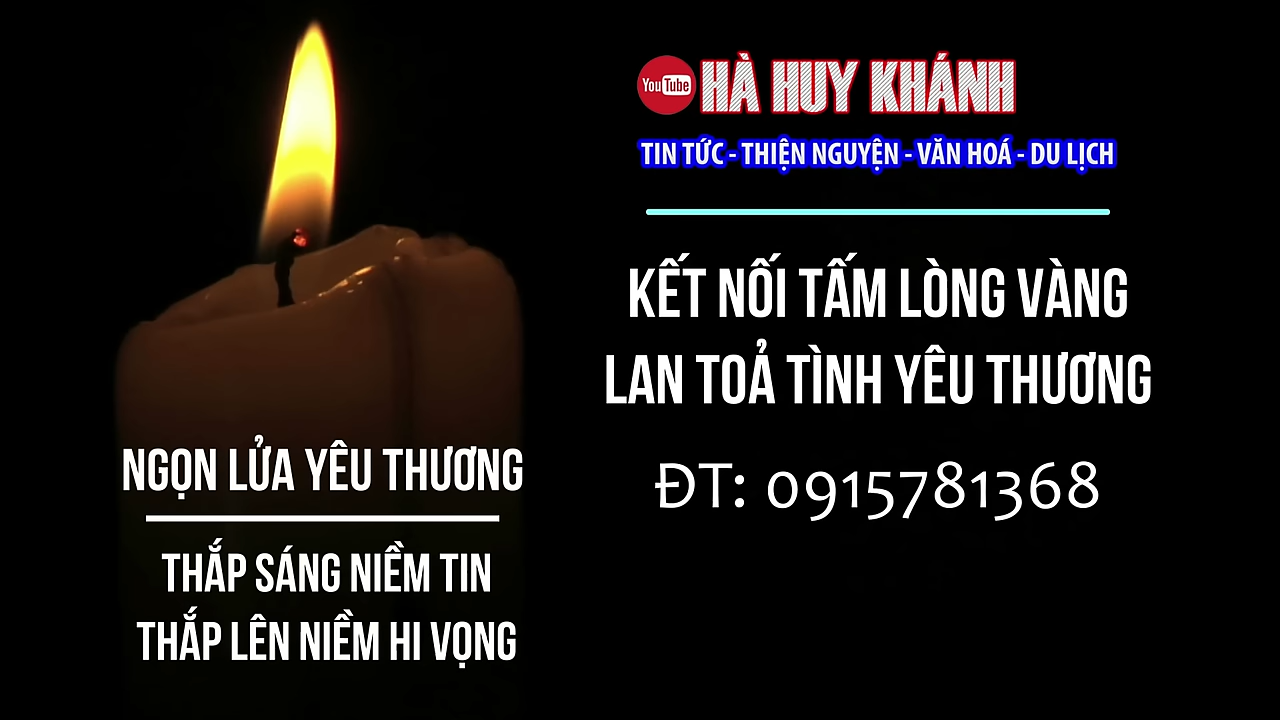 NGỌN LỬA YÊU THƯƠNG
THẮP SÁNG NIỀM TIN
THẮP LÊN NIỀM HI VỌNG
YouTube HÀ HUY KHÁNH
TIN TỨC - THIỆN NGUYỆN - VĂN HOÁ - DU LỊCH
KẾT NỐI TẤM LÒNG VÀNG
LAN TOẢ TÌNH YÊU THƯƠNG
ĐT: 0915781368